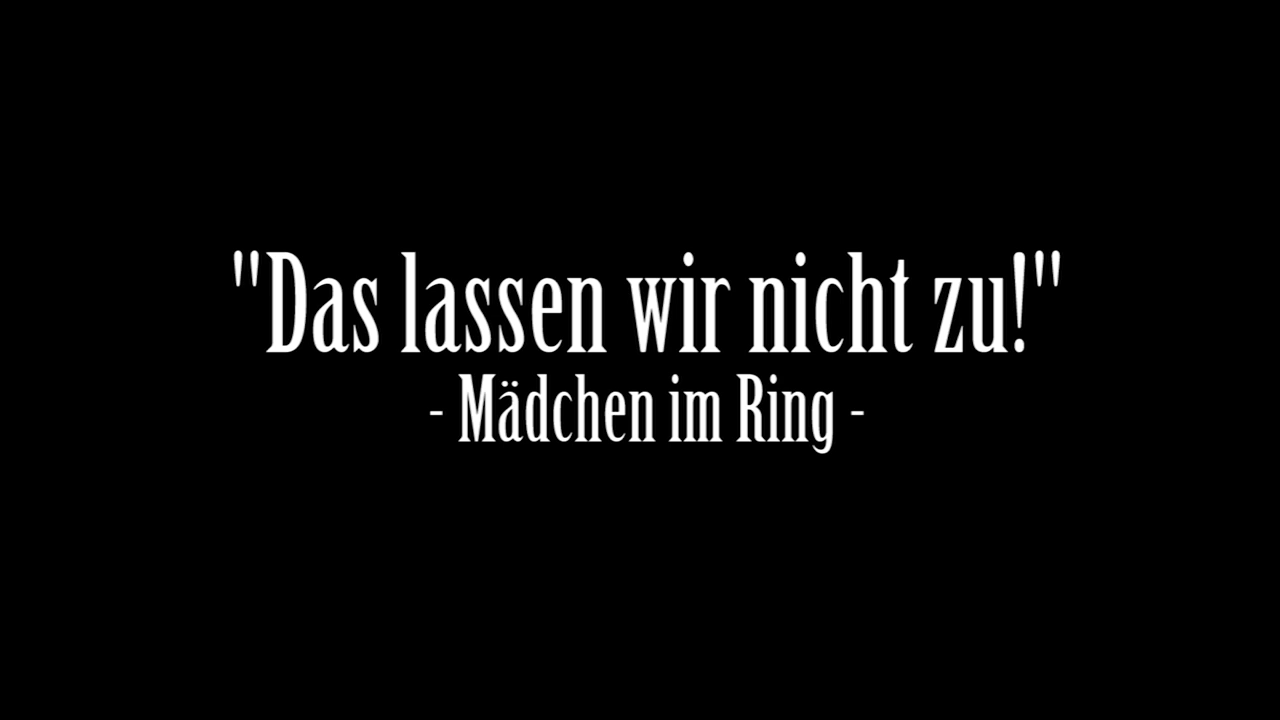 "Das lassen wir nicht zu!"
- Mädchen im Ring -